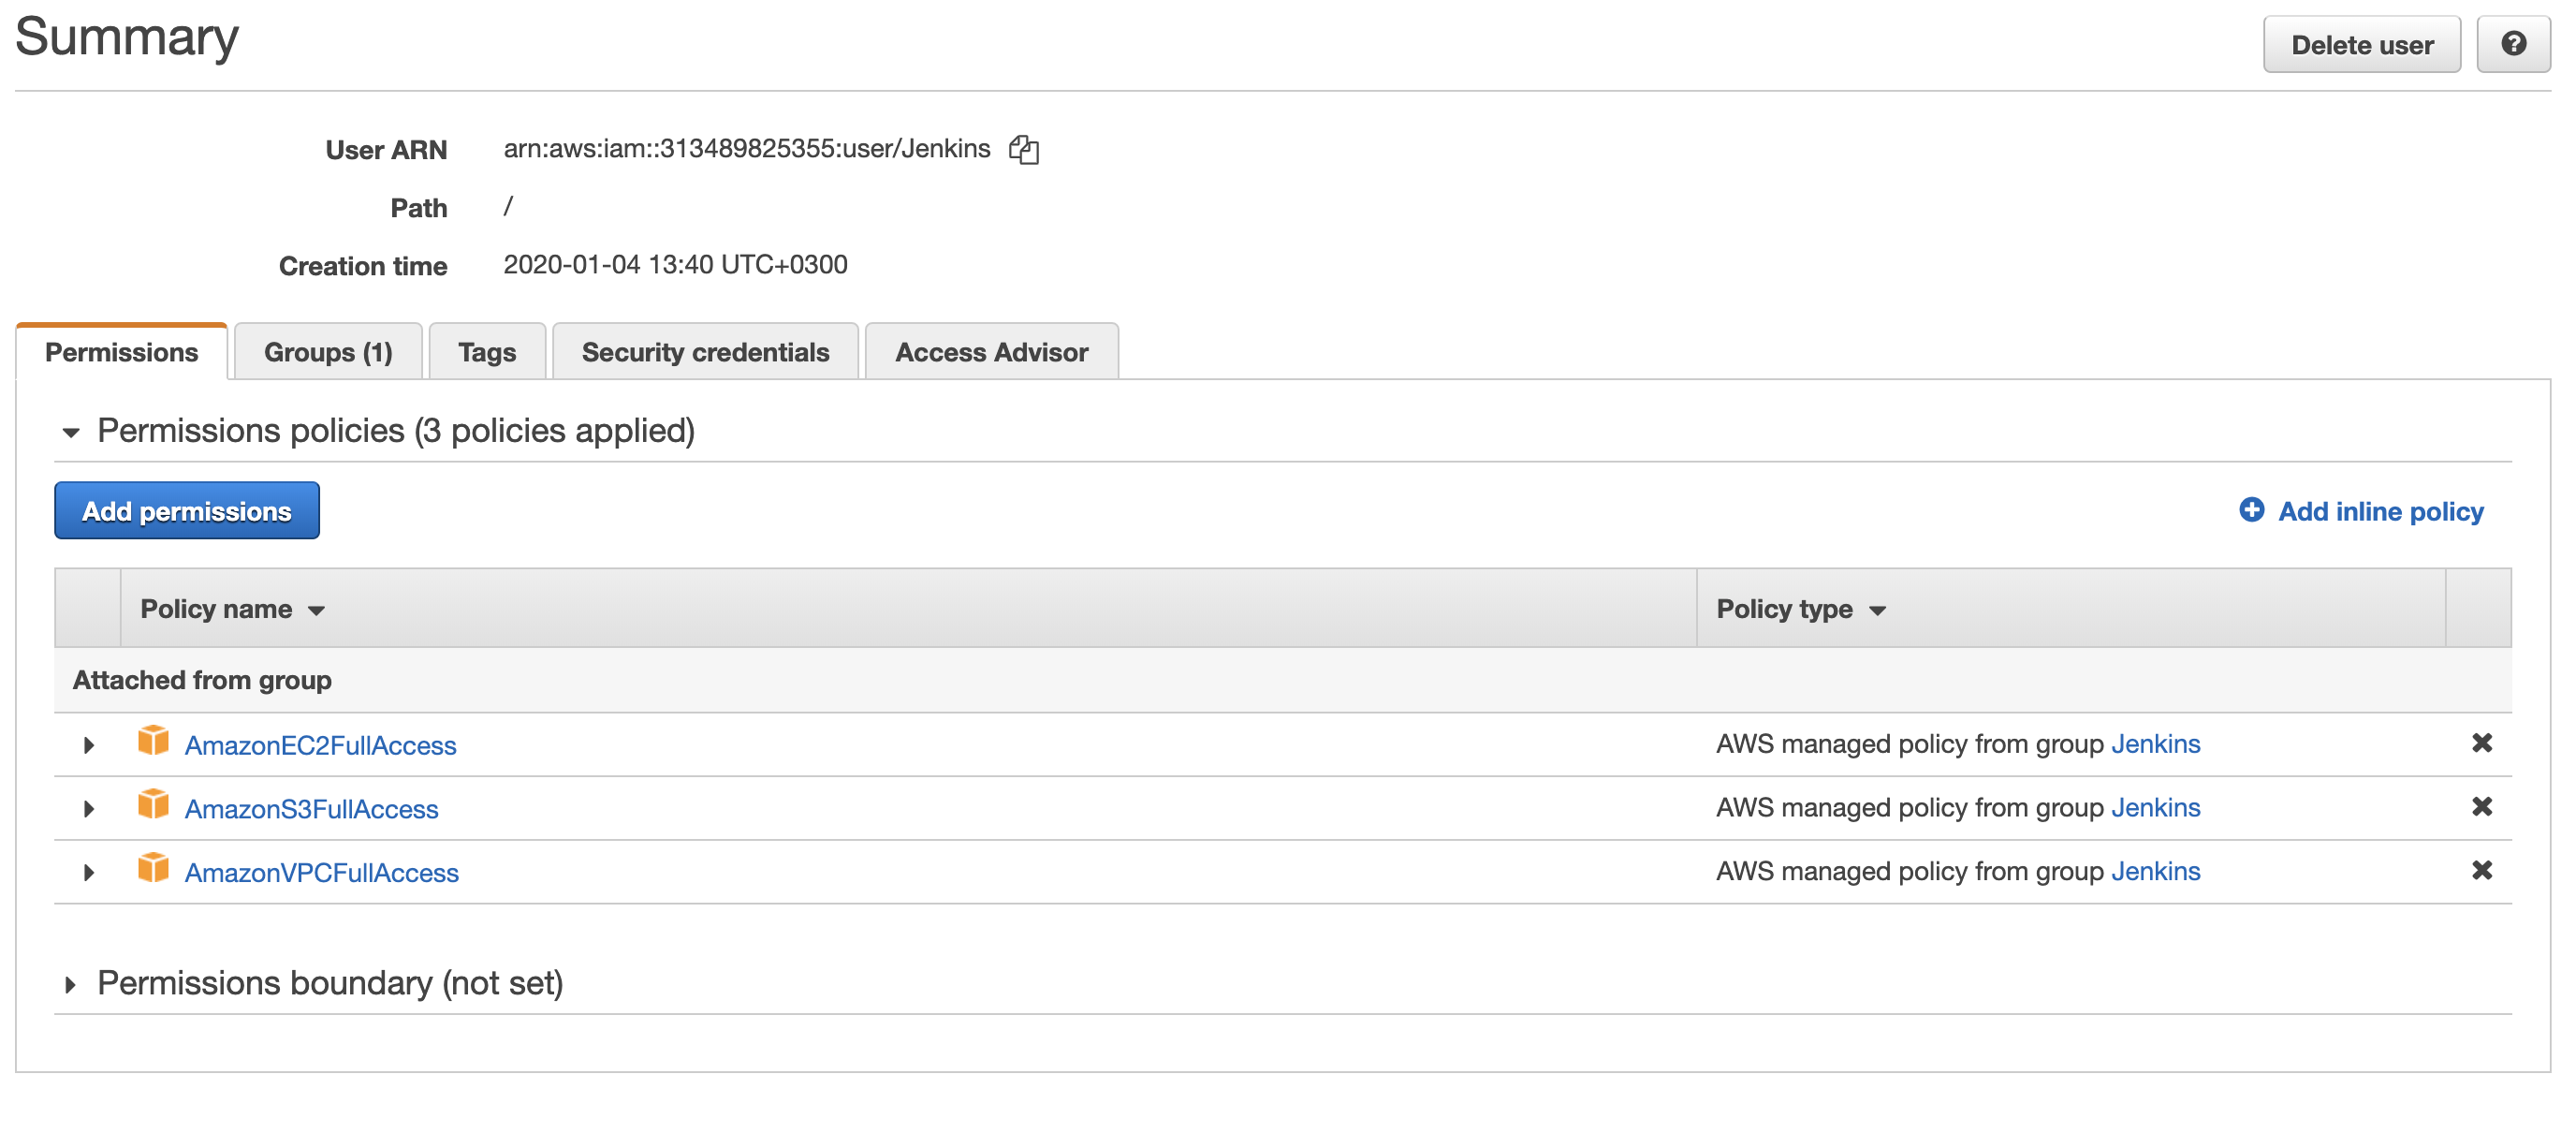 Summary
Delete user
User ARN arn:aws:iam::313489825355:user/Jenkins
Path /
Creation time 2020-01-04 13:40 UTC+0300
Permissions Groups (1) Tags Security credentials Access Advisor
Permissions policies (3 policies applied)
Add permissions Add inline policy
Policy name Policy type
Attached from group
AmazonEC2FullAccess AWS managed policy from group Jenkins
AmazonS3FullAccess AWS managed policy from group Jenkins
AmazonVPCFullAccess AWS managed policy from group Jenkins
Permissions boundary (not set)